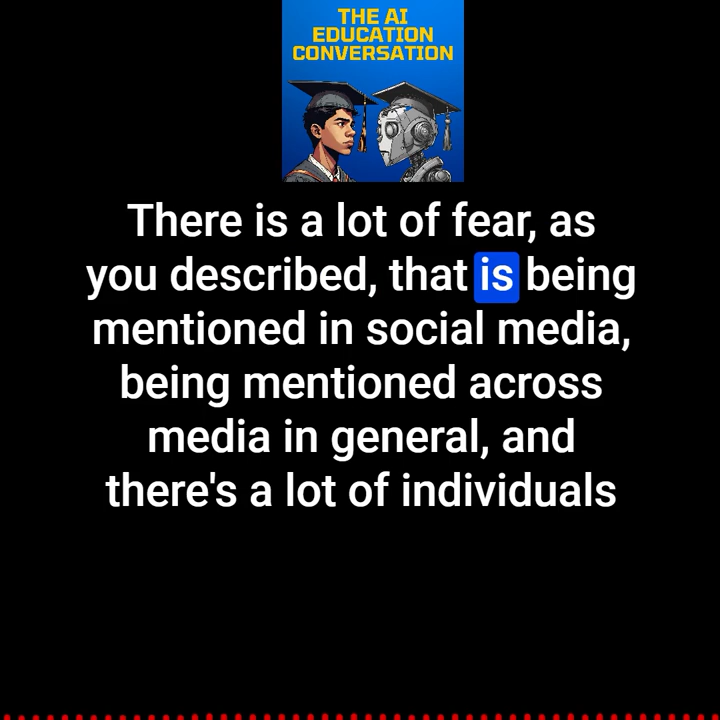 THE AI
EDUCATION
CONVERSATION
There is a lot of fear, as
you described, that is being
mentioned in social media,
being mentioned across
media in general, and
there's a lot of individuals